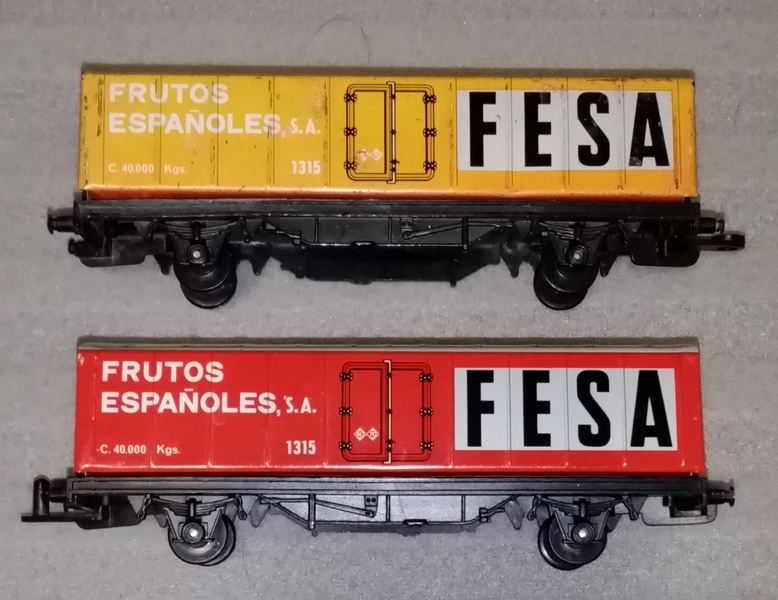 FRUTOS
ESPAÑOLES, S.A.
C. 40.000 Kgs.
1315
FESA
FRUTOS
ESPAÑOLES, S.A.
C. 40.000 Kgs.
1315
FESA